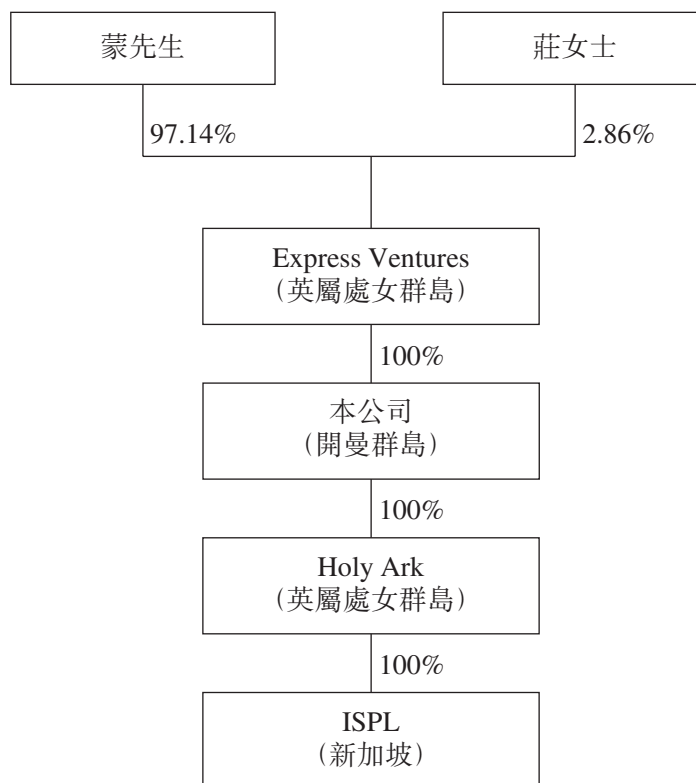 蒙先生
莊女士
97.14%
2.86%
Express Ventures
(英屬處女群島)
100%
本公司
(開曼群島)
100%
Holy Ark
(英屬處女群島)
100%
ISPL
(新加坡)